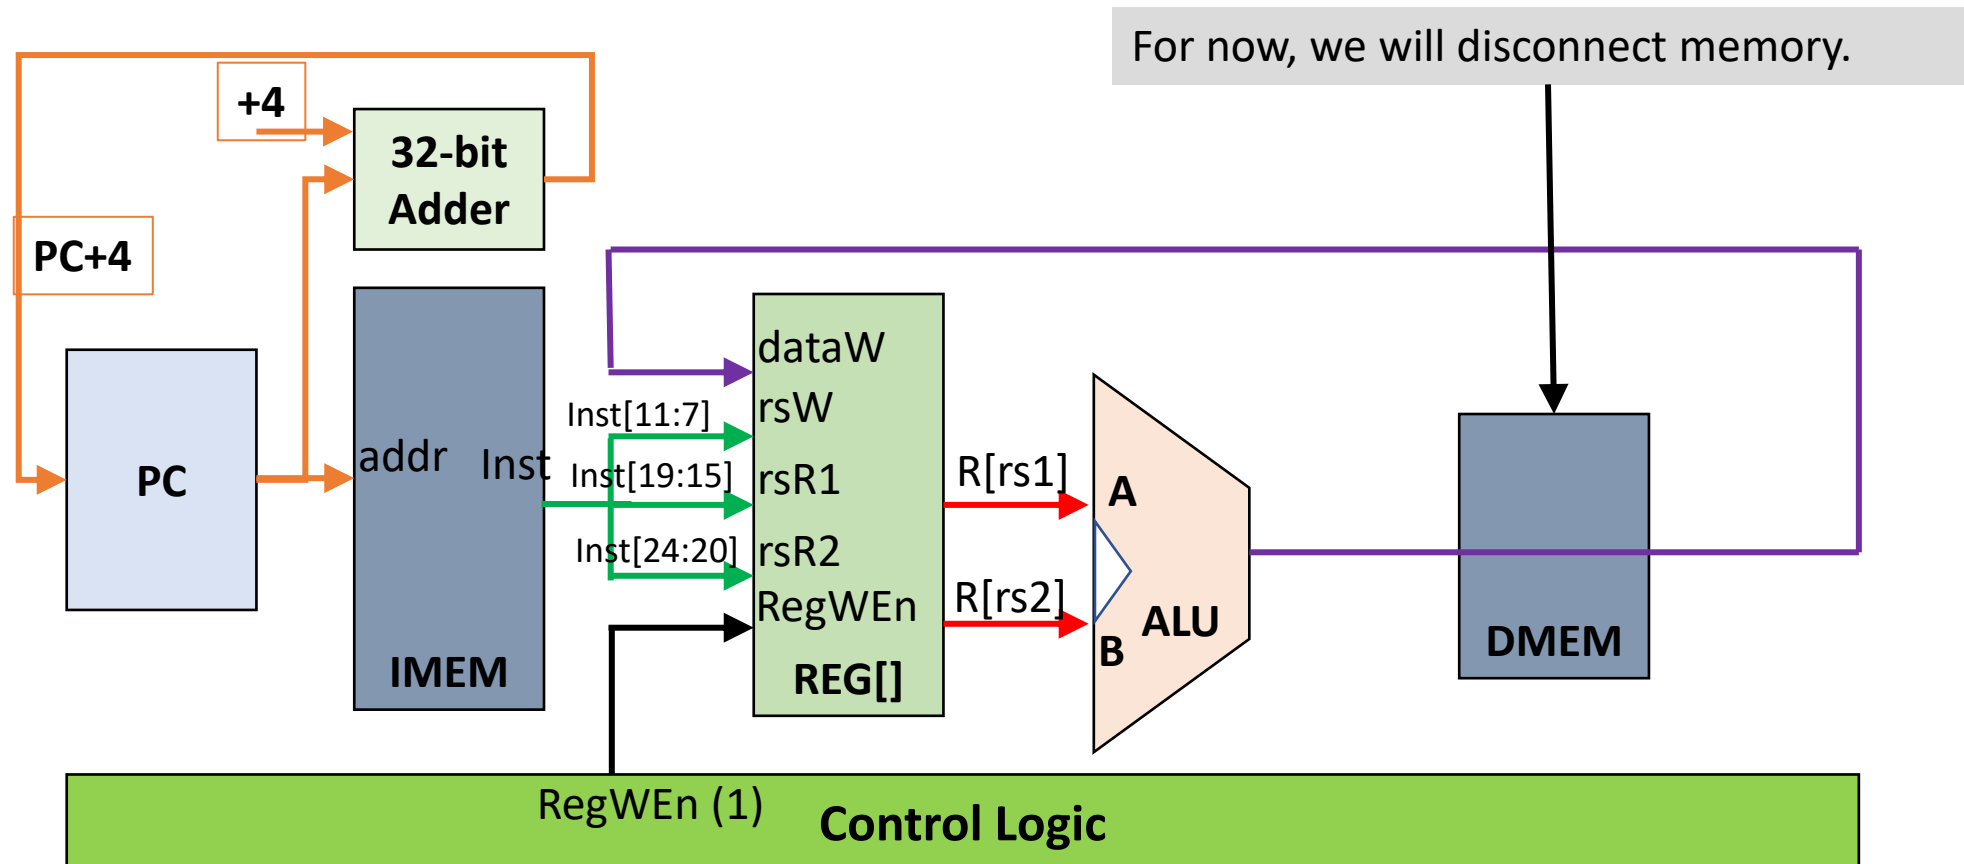 For now, we will disconnect memory.
+4
32-bit
Adder
PC+4
PC
addr
Inst
IMEM
Inst[11:7]
Inst[19:15]
Inst[24:20]
dataW
rsW
rsR1
rsR2
RegWEn
REG[]
R[rs1]
R[rs2]
A
B
ALU
DMEM
RegWEn (1)
Control Logic